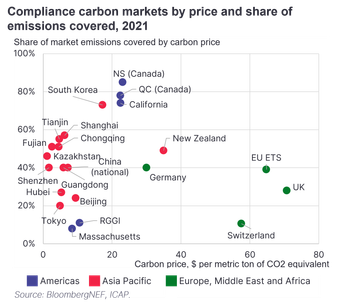 Compliance carbon markets by price and share of
emissions covered, 2021
Share of market emissions covered by carbon price
100%
80%
60%
40%
20%
0%
NS (Canada)
QC (Canada)
South Korea
California
Tianjin
Shanghai
Fujian
Chongqing
New Zealand
Kazakhstan
China
(national)
EU ETS
Shenzhen
Guangdong
Germany
Hubei
Beijing
UK
Tokyo
RGGI
Massachusetts
Switzerland
Carbon price, $ per metric ton of CO2 equivalent
0 20 40 60 80
Americas Asia Pacific Europe, Middle East and Africa
Source: BloombergNEF, ICAP.